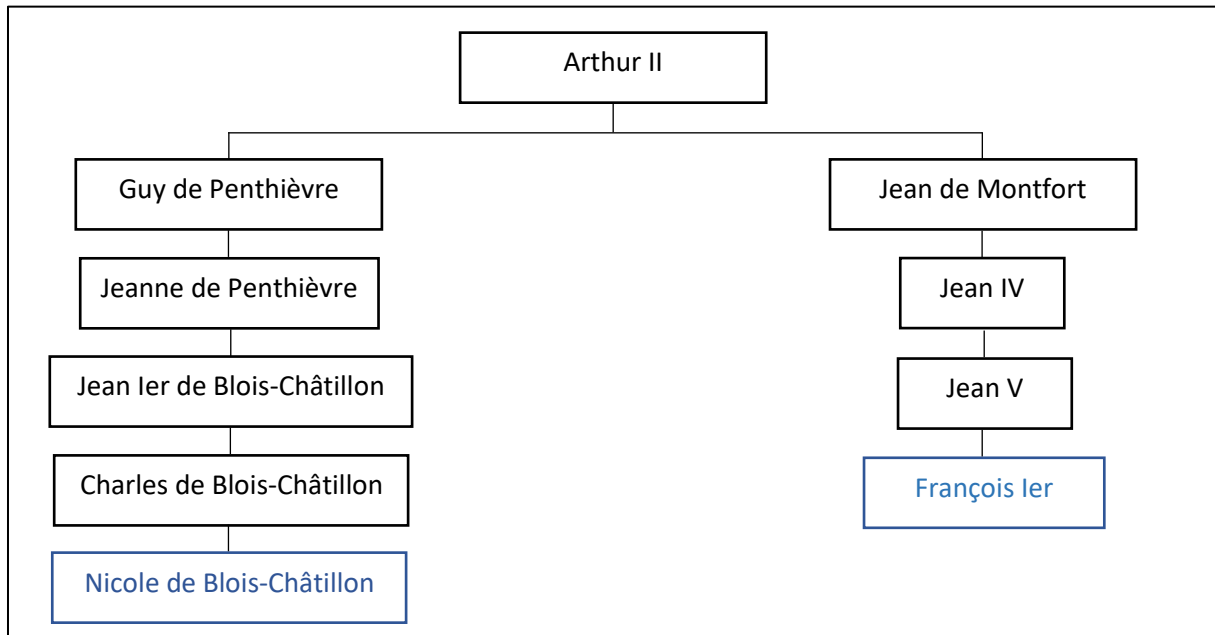 Arthur II
Guy de Penthièvre
Jean de Montfort
Jeanne de Penthièvre
Jean IV
Jean Ier de Blois-Châtillon
Jean V
Charles de Blois-Châtillon
François Ier
Nicole de Blois-Châtillon